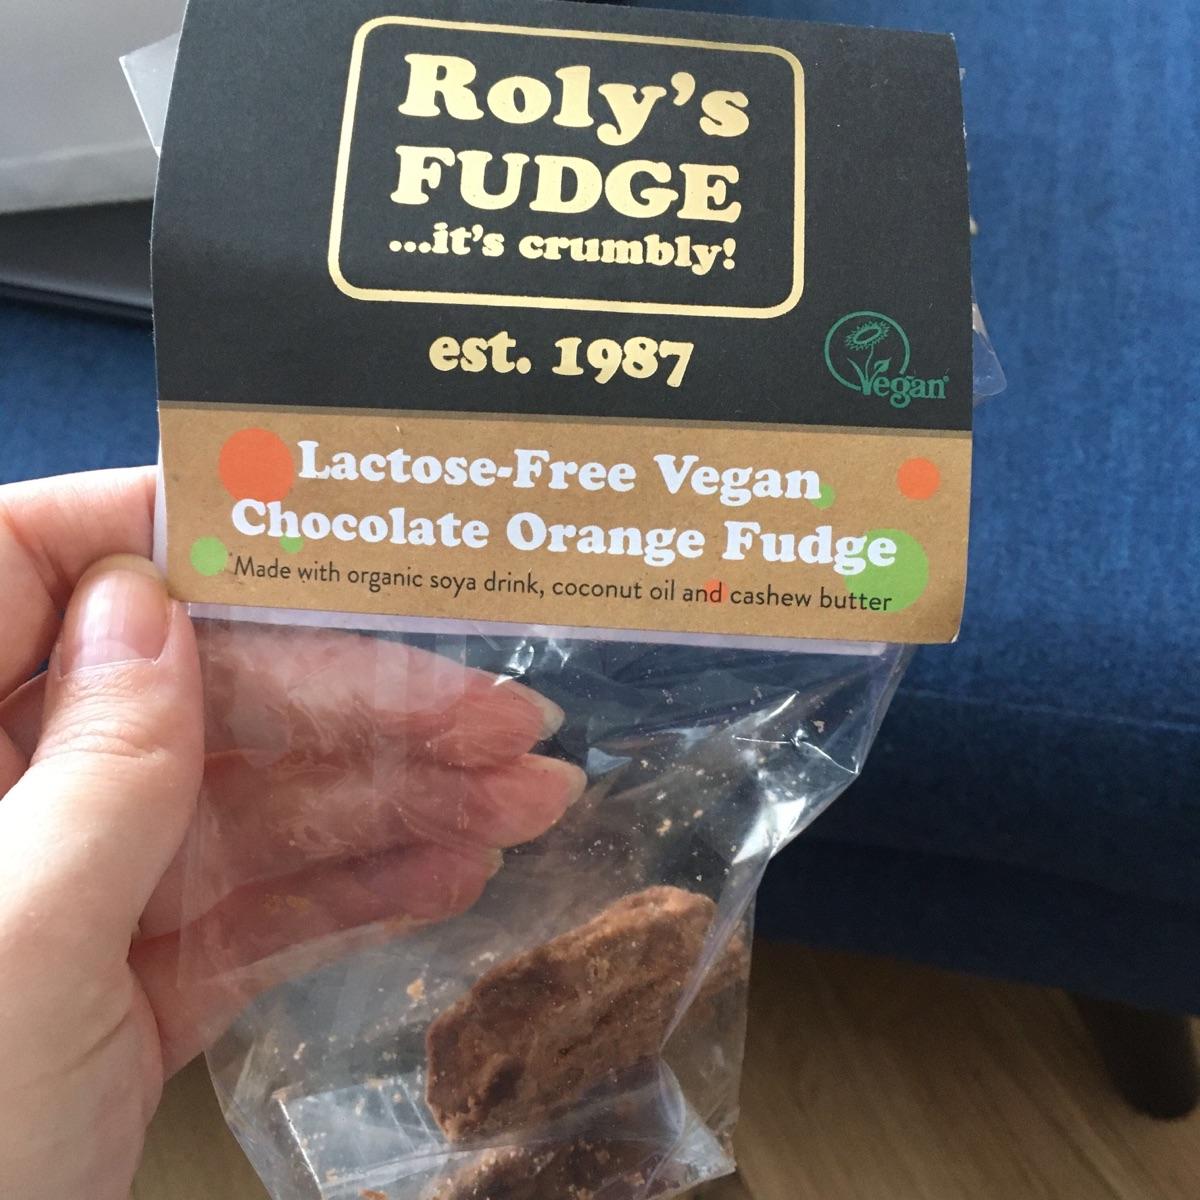 Roly's
FUDGE
...it's crumbly!
est. 1987
Vegan
Lactose-Free Vegan
Chocolate Orange Fudge
*Made with organic soya drink, coconut oil and cashew butter